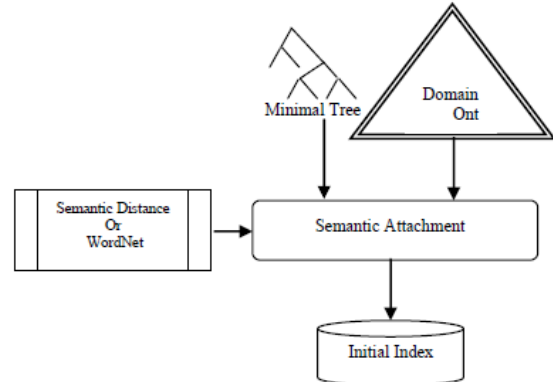 Minimal Tree
Domain
Ont
Semantic Distance
Or
WordNet
Semantic Attachment
Initial Index